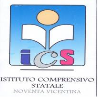 ics
ISTITUTO COMPRENSIVO
STATALE
NOVENTA VICENTINA